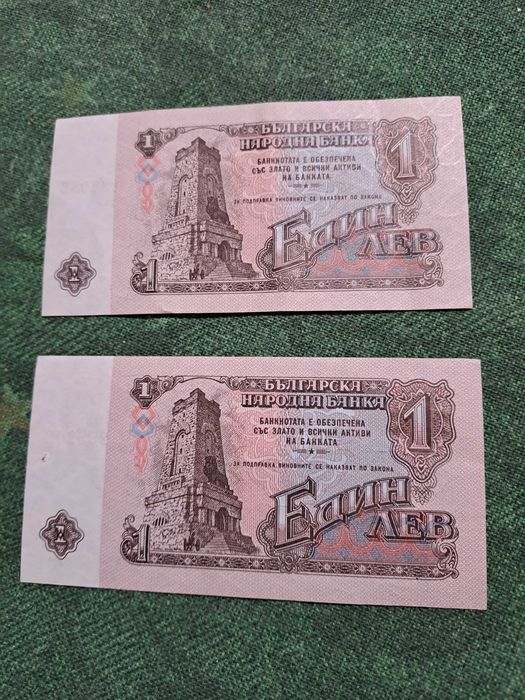 1
БЪЛГАРСКА
НАРОДНА БАНКА
1
БАНКНОТАТА Е ОБЕЗПЕЧЕНА
СЪС ЗЛАТО И ВСИЧКИ АКТИВИ
НА БАНКАТА
ЗА ПОДПРАВКА ВИНОВНИТЕ СЕ НАКАЗВАТ ПО ЗАКОНА
ЕДИН
ЛЕВ
1
1
БЪЛГАРСКА
НАРОДНА БАНКА
1
БАНКНОТАТА Е ОБЕЗПЕЧЕНА
СЪС ЗЛАТО И ВСИЧКИ АКТИВИ
НА БАНКАТА
ЗА ПОДПРАВКА ВИНОВНИТЕ СЕ НАКАЗВАТ ПО ЗАКОНА
ЕДИН
ЛЕВ
1